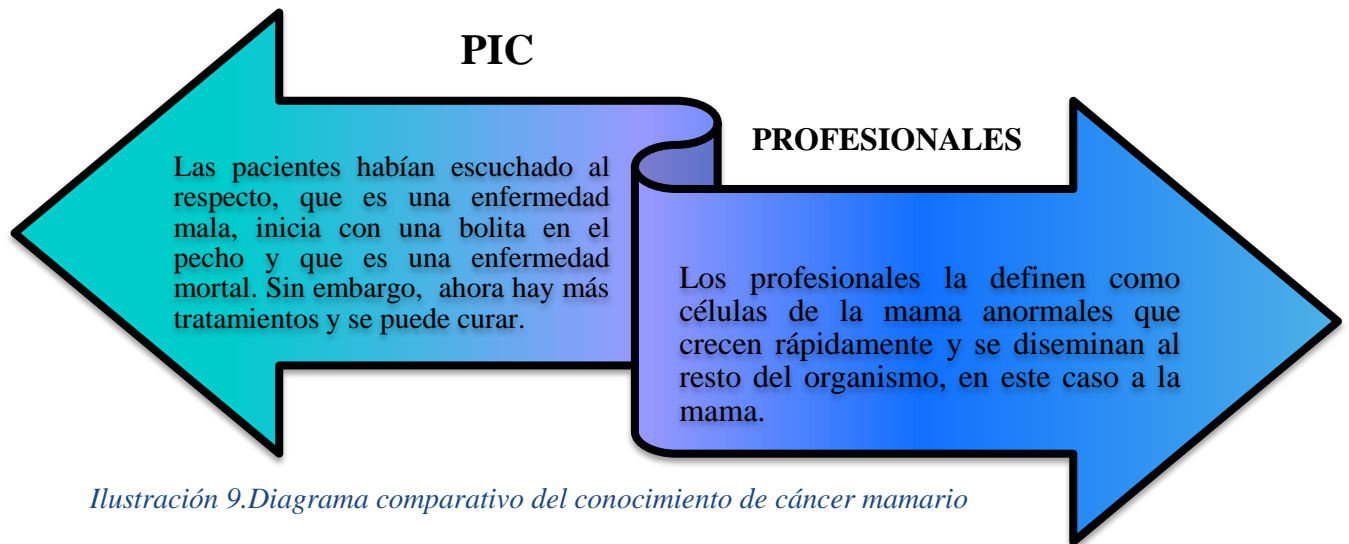 PIC
Las pacientes habían escuchado al
respecto, que es una enfermedad
mala, inicia con una bolita en el
pecho y que es una enfermedad
mortal. Sin embargo, ahora hay más
tratamientos y se puede curar.
PROFESIONALES
Los profesionales la definen como
células de la mama anormales que
crecen rápidamente y se diseminan al
resto del organismo, en este caso a la
mama.
Ilustración 9.Diagrama comparativo del conocimiento de cáncer mamario